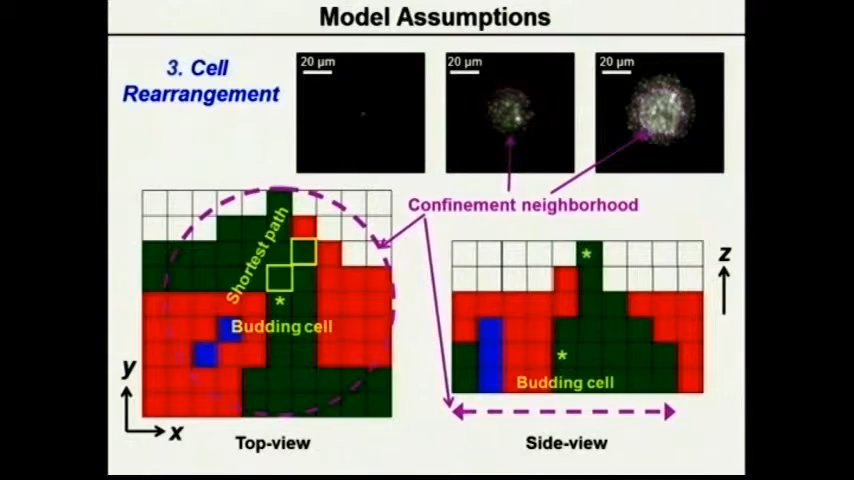 Model Assumptions
3. Cell
Rearrangement
20 µm
20 µm
20 µm
Confinement neighborhood
Shortest path
*
Budding cell
y
x
Top-view
*
*
Budding cell
z
Side-view